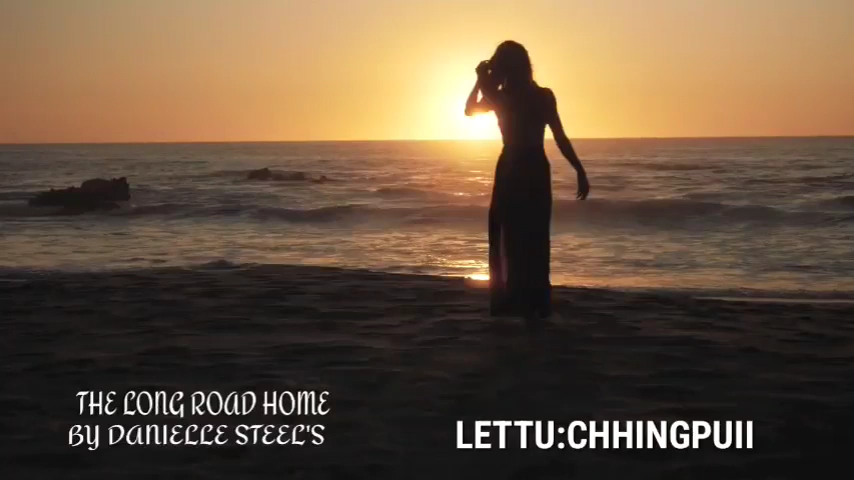 THE LONG ROAD HOME
BY DANIELLE STEEL'S
LETTU:CHHINGPUII